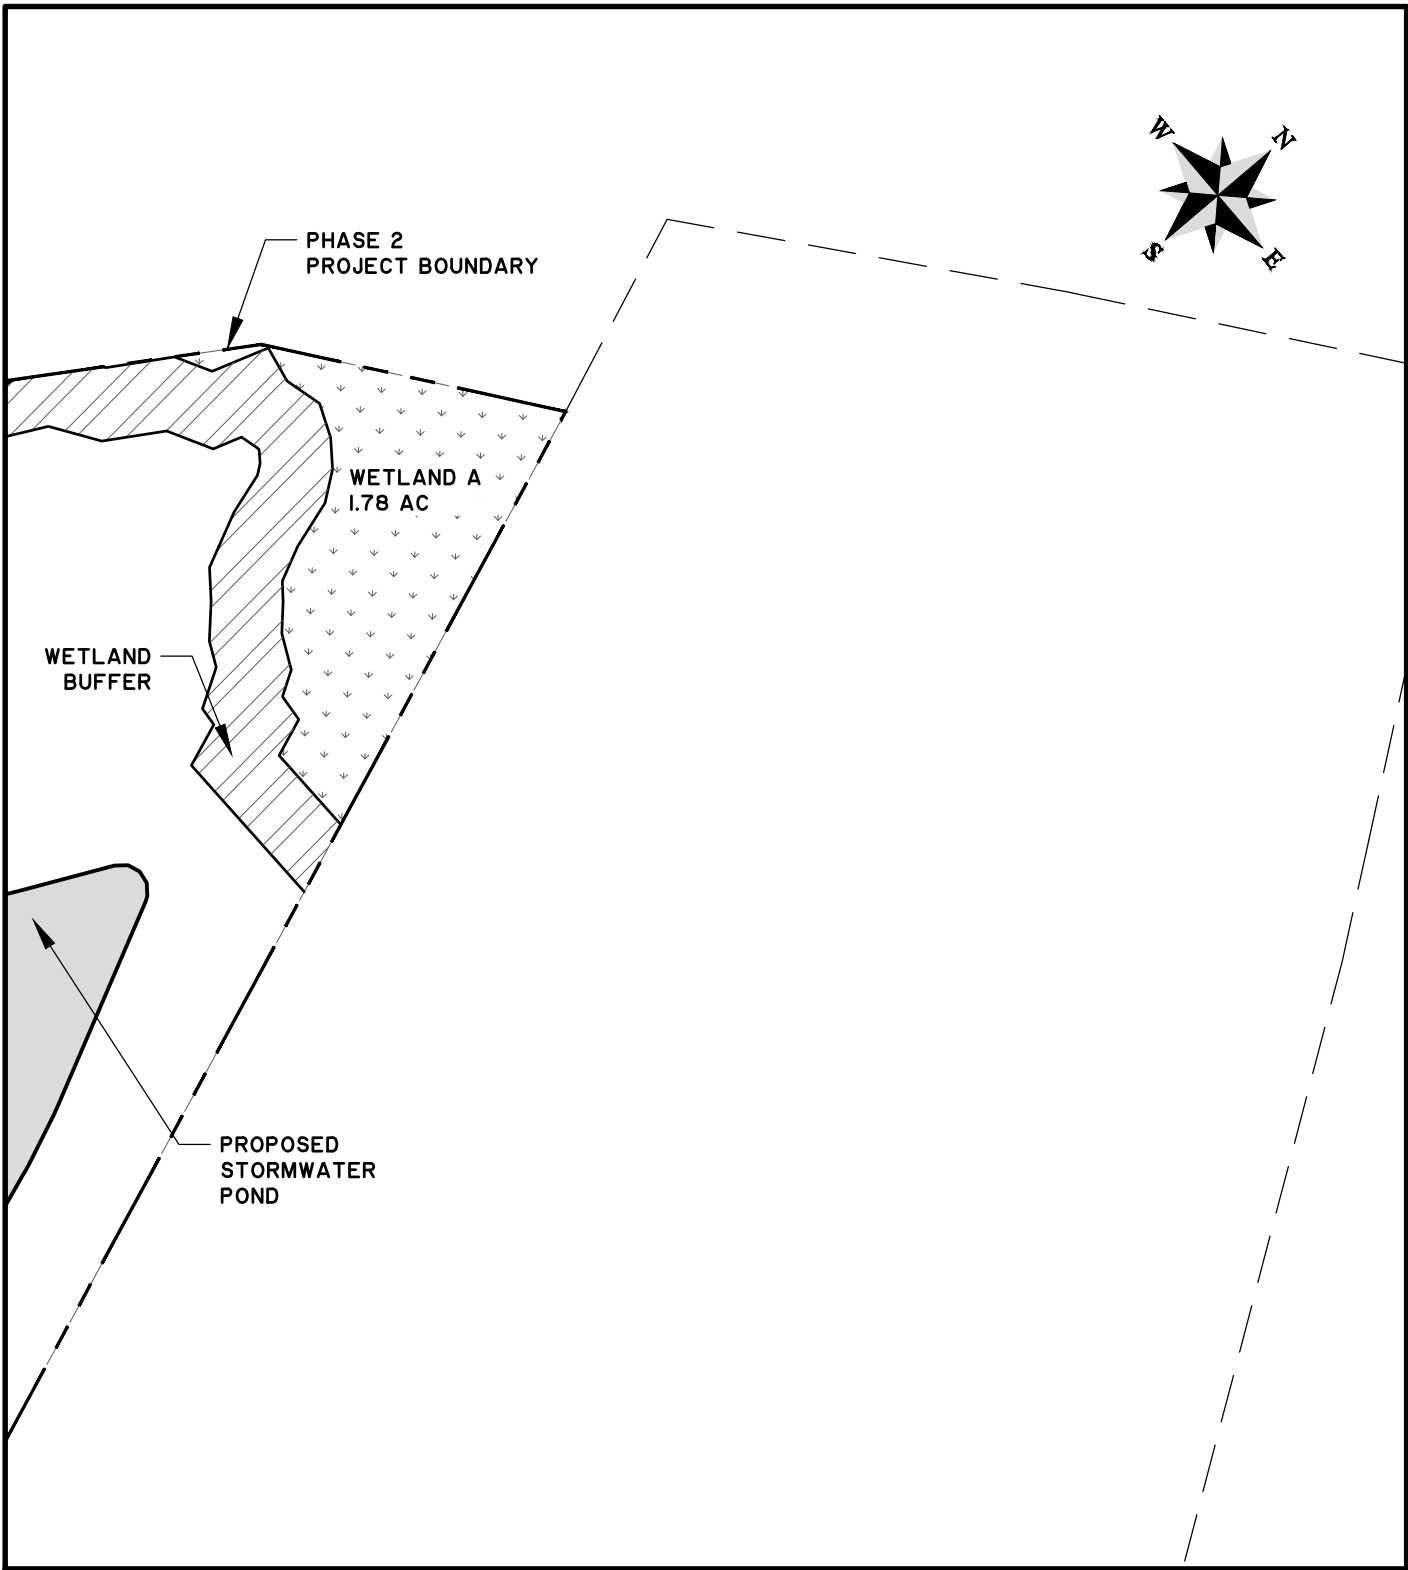 W
N
S
E
PHASE 2
PROJECT BOUNDARY
WETLAND A
1.78 AC
WETLAND
BUFFER
PROPOSED
STORMWATER
POND